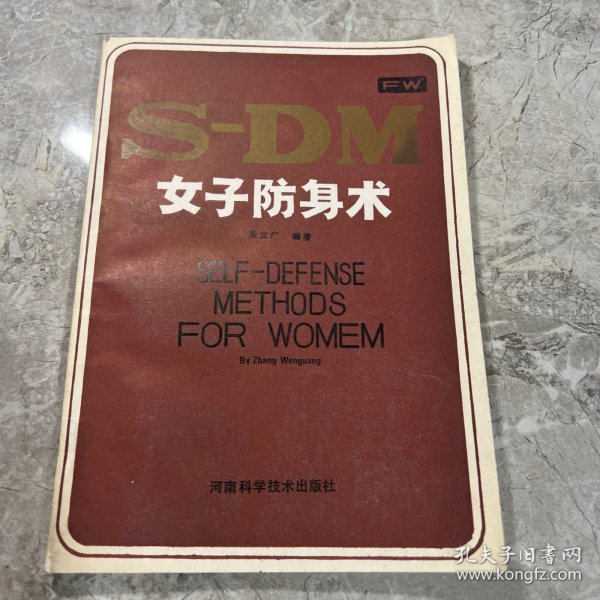 FW
S-DM
女子防身术
张文广 编著
SELF-DEFENSE
METHODS
FOR WOMEM
By Zhang Wenguang
河南科学技术出版社
孔夫子旧書网
www.kongfz.com